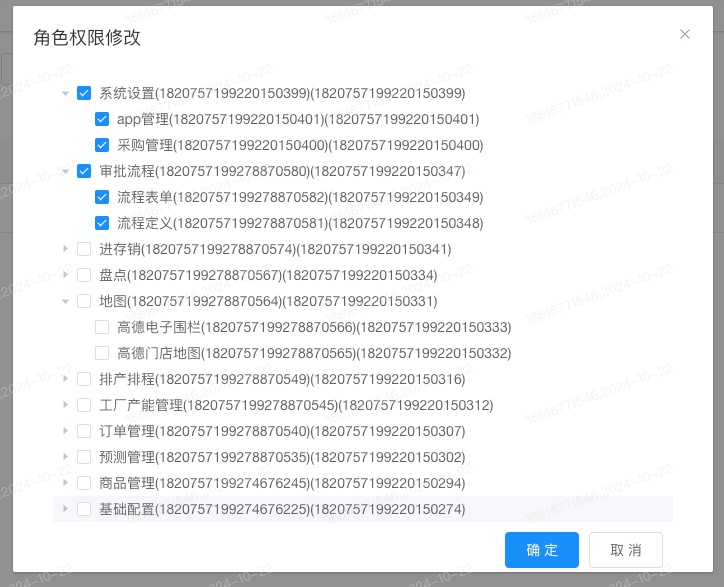 角色权限修改
系统设置(1820757199220150399)(1820757199220150399)
app管理(1820757199220150401)(1820757199220150401)
采购管理(1820757199220150400)(1820757199220150400)
审批流程(1820757199278870580)(1820757199220150347)
流程表单(1820757199278870582)(1820757199220150349)
流程定义(1820757199278870581)(1820757199220150348)
进存销(1820757199278870574)(1820757199220150341)
盘点(1820757199278870567)(1820757199220150334)
地图(1820757199278870564)(1820757199220150331)
高德电子围栏(1820757199278870566)(1820757199220150333)
高德门店地图(1820757199278870565)(1820757199220150332)
排产排程(1820757199278870549)(1820757199220150316)
工厂产能管理(1820757199278870545)(1820757199220150312)
订单管理(1820757199278870540)(1820757199220150307)
预测管理(1820757199278870535)(1820757199220150302)
商品管理(1820757199274676245)(1820757199220150294)
基础配置(1820757199274676225)(1820757199220150274)
确 定
取 消
18616771546,2024-10-22